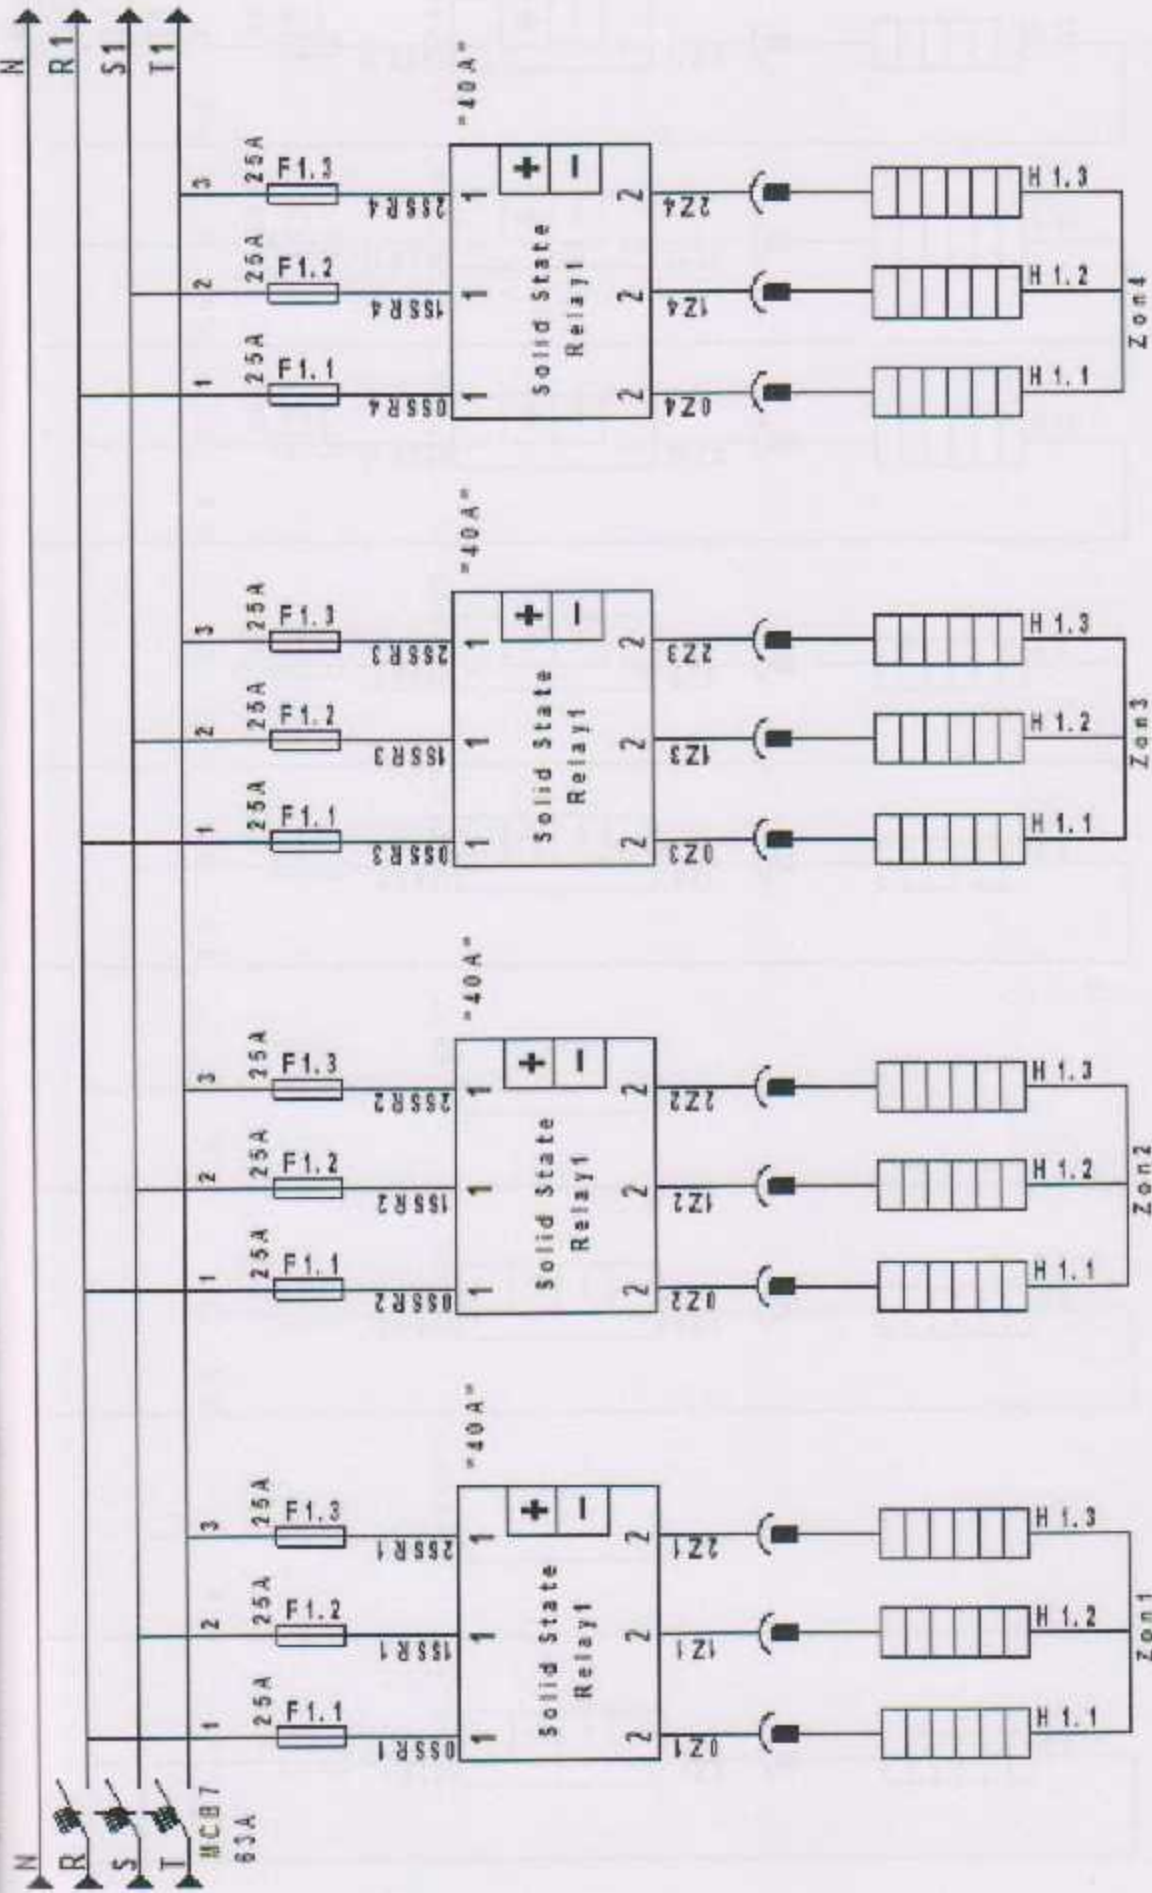 N
R
S
T
MCB7
63A
N
R1
S1
T1
1
2
3
25A
25A
25A
F1.1
F1.2
F1.3
0SSR1
1SSR1
2SSR1
1
1
1
"40A"
Solid State
Relay1
+
−
2
2
2
0Z1
1Z1
2Z1
H 1.1
H 1.2
H 1.3
Zon1
1
2
3
25A
25A
25A
F1.1
F1.2
F1.3
0SSR2
1SSR2
2SSR2
1
1
1
"40A"
Solid State
Relay1
+
−
2
2
2
0Z2
1Z2
2Z2
H 1.1
H 1.2
H 1.3
Zon2
1
2
3
25A
25A
25A
F1.1
F1.2
F1.3
0SSR3
1SSR3
2SSR3
1
1
1
"40A"
Solid State
Relay1
+
−
2
2
2
0Z3
1Z3
2Z3
H 1.1
H 1.2
H 1.3
Zon3
1
2
3
25A
25A
25A
F1.1
F1.2
F1.3
0SSR4
1SSR4
2SSR4
1
1
1
"40A"
Solid State
Relay1
+
−
2
2
2
0Z4
1Z4
2Z4
H 1.1
H 1.2
H 1.3
Zon4